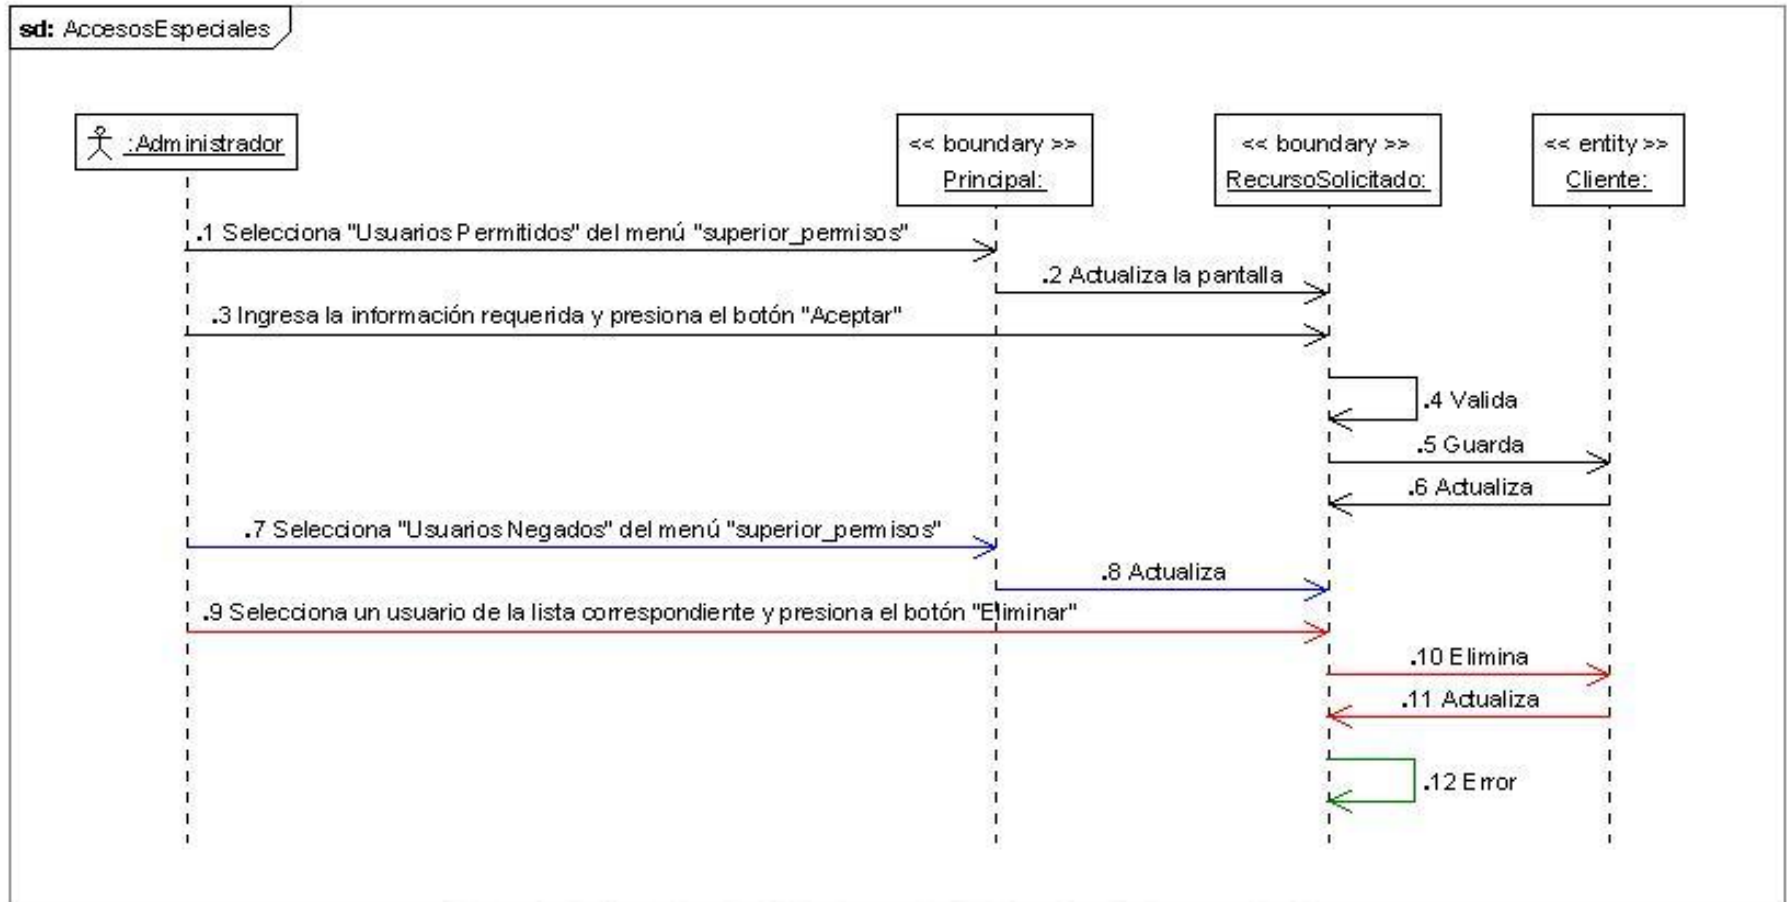 sd: AccesosEspeciales
:Administrador
<< boundary >>
Principal:
<< boundary >>
RecursoSolicitado:
<< entity >>
Cliente:
.1 Selecciona "Usuarios Permitidos" del menú "superior_permisos"
.2 Actualiza la pantalla
.3 Ingresa la información requerida y presiona el botón "Aceptar"
.4 Valida
.5 Guarda
.6 Actualiza
.7 Selecciona "Usuarios Negados" del menú "superior_permisos"
.8 Actualiza
.9 Selecciona un usuario de la lista correspondiente y presiona el botón "Eliminar"
.10 Elimina
.11 Actualiza
.12 Error